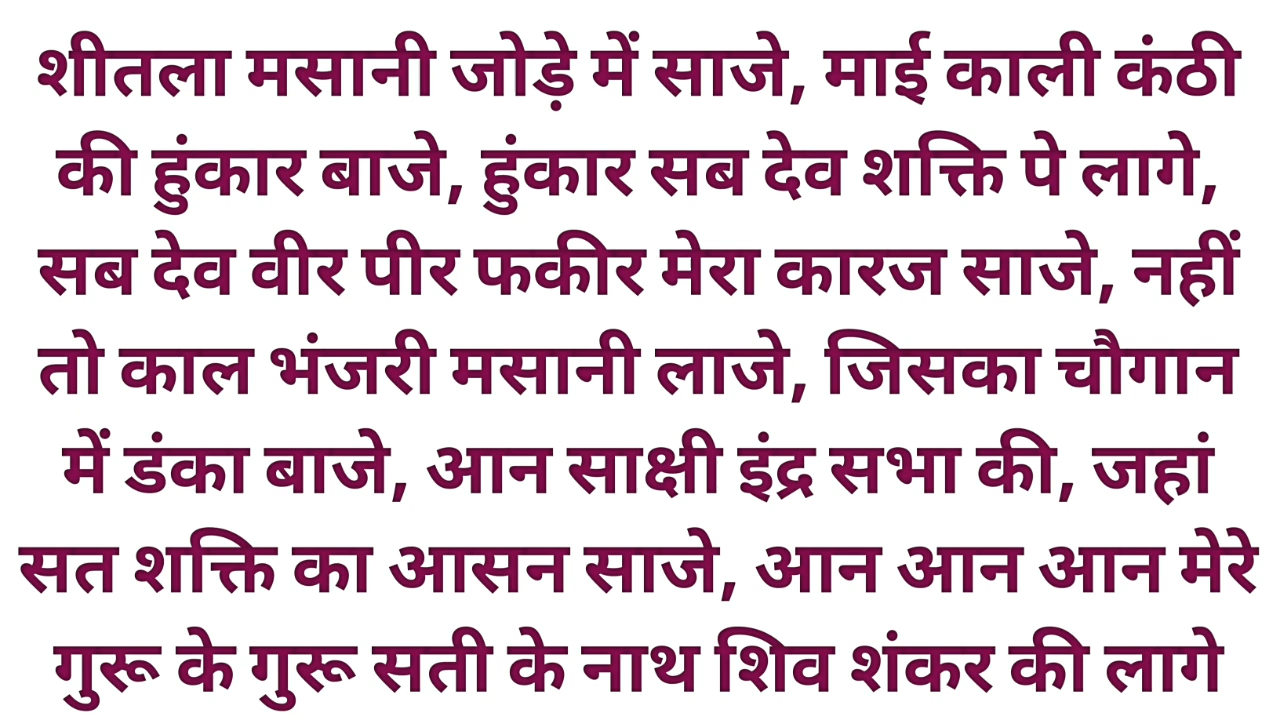 शीतला मसानी जोड़े में साजे, माई काली कंठी
की हुंकार बाजे, हुंकार सब देव शक्ति पे लागे,
सब देव वीर पीर फकीर मेरा कारज साजे, नहीं
तो काल भंजरी मसानी लाजे, जिसका चौगान
में डंका बाजे, आन साक्षी इंद्र सभा की, जहां
सत शक्ति का आसन साजे, आन आन आन मेरे
गुरू के गुरू सती के नाथ शिव शंकर की लागे